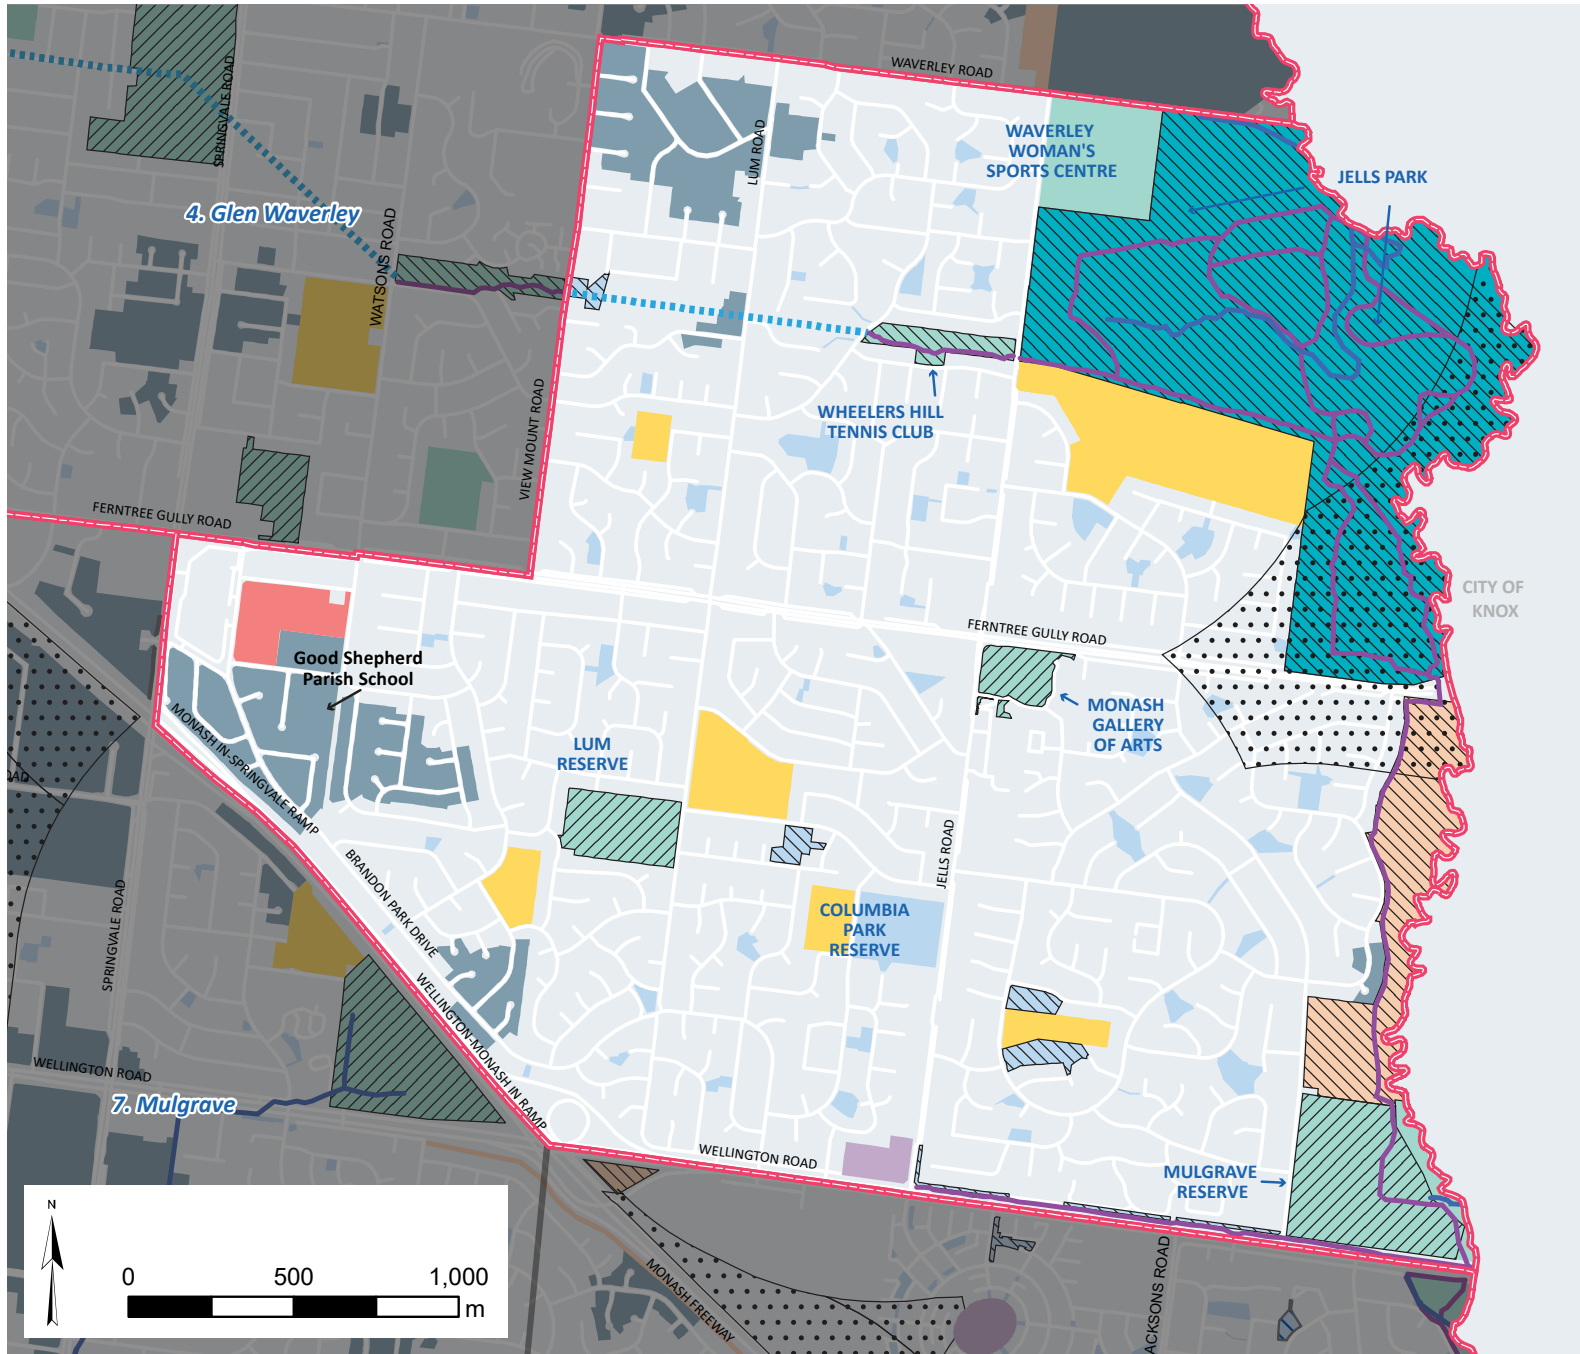 WAVERLEY ROAD
SPRINGVALE ROAD
WAVERLEY
WOMAN'S
SPORTS CENTRE
LUM ROAD
JELLS PARK
4. Glen Waverley
WATSONS ROAD
WHEELERS HILL
TENNIS CLUB
VIEW MOUNT ROAD
FERNTREE GULLY ROAD
CITY OF
KNOX
FERNTREE GULLY ROAD
Good Shepherd
Parish School
MONASH
GALLERY
OF ARTS
LUM
RESERVE
MONASH IN-SPRINGVALE RAMP
OAD
JELLS ROAD
BRANDON PARK DRIVE
COLUMBIA
PARK
RESERVE
SPRINGVALE ROAD
WELLINGTON-MONASH IN RAMP
WELLINGTON ROAD
7. Mulgrave
WELLINGTON ROAD
MULGRAVE
RESERVE
N
0 500 1,000
m
MONASH FREEWAY
ACKSONS ROAD